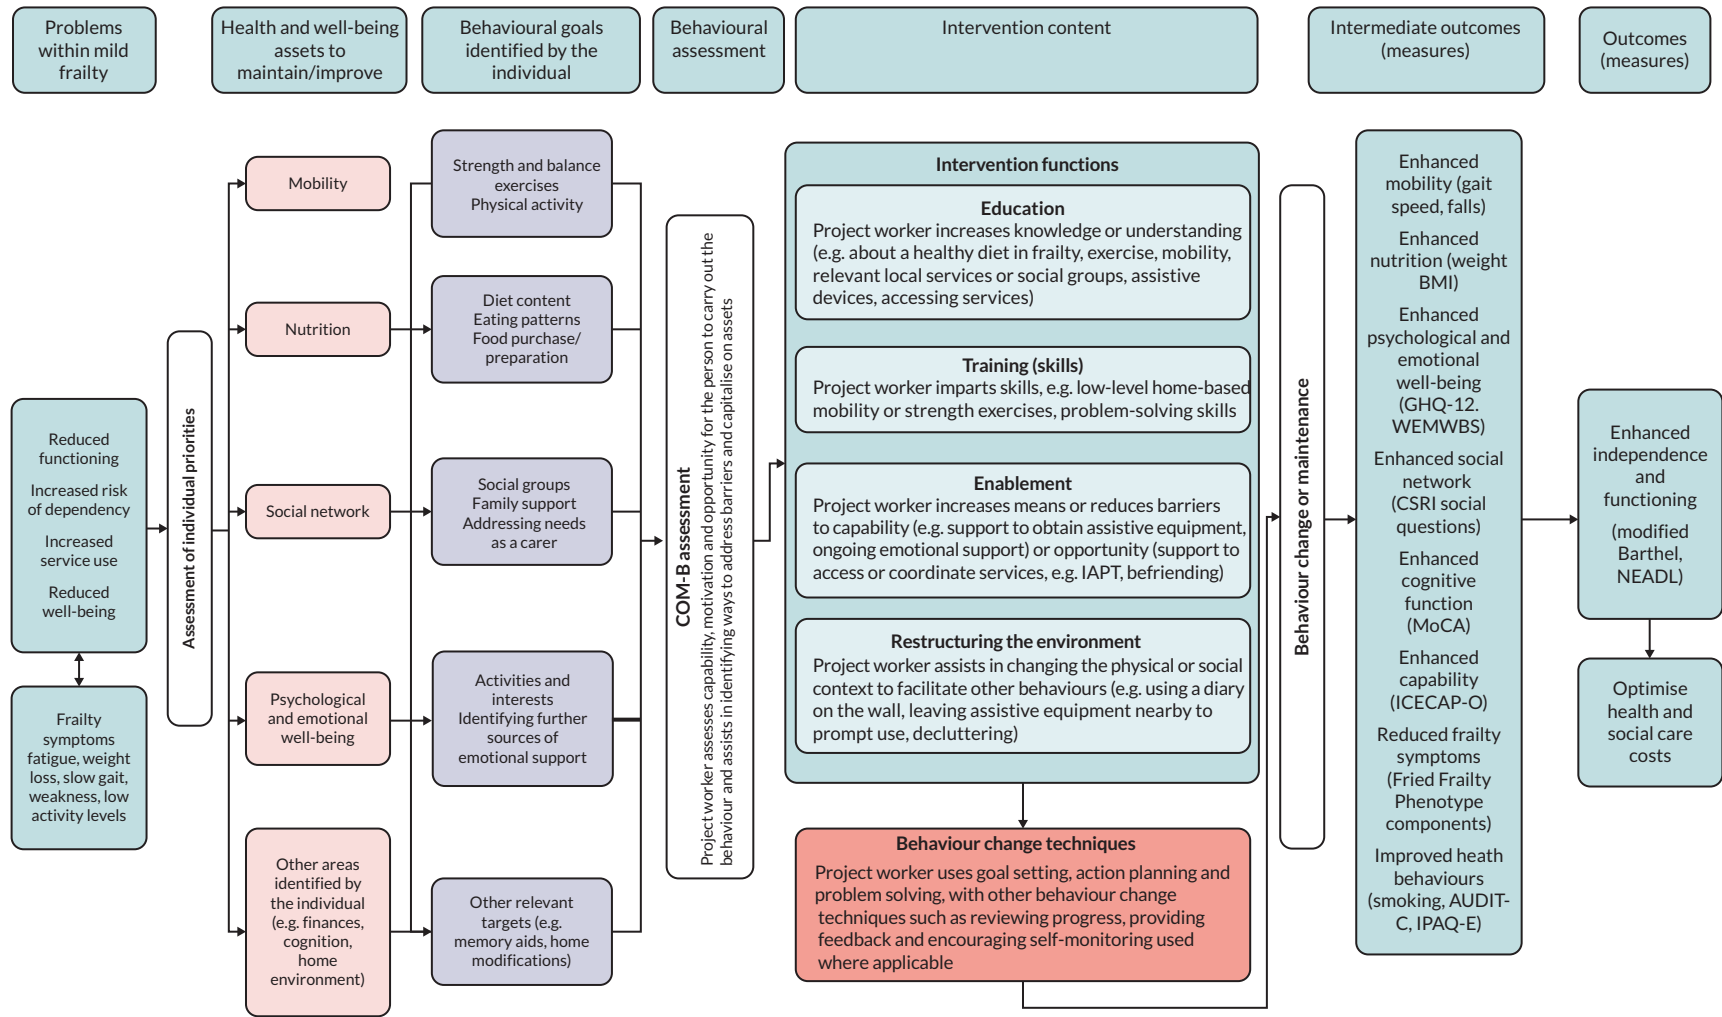 Problems
within mild
frailty
Health and well-being
assets to
maintain/improve
Behavioural goals
identified by the
individual
Behavioural
assessment
Intervention content
Intermediate outcomes
(measures)
Outcomes
(measures)
Reduced
functioning
Increased risk
of dependency
Increased
service use
Reduced
well-being
Frailty
symptoms
fatigue, weight
loss, slow gait,
weakness, low
activity levels
Assessment of individual priorities
Mobility
Nutrition
Social network
Psychological
and emotional
well-being
Other areas
identified by
the individual
(e.g. finances,
cognition,
home
environment)
Strength and balance
exercises
Physical activity
Diet content
Eating patterns
Food purchase/
preparation
Social groups
Family support
Addressing needs
as a carer
Activities and
interests
Identifying further
sources of
emotional support
Other relevant
targets (e.g.
memory aids, home
modifications)
COM-B assessment
Project worker assesses capability, motivation and opportunity for the person to carry out the
behaviour and assists in identifying ways to address barriers and capitalise on assets
Intervention functions
Education
Project worker increases knowledge or understanding
(e.g. about a healthy diet in frailty, exercise, mobility,
relevant local services or social groups, assistive
devices, accessing services)
Training (skills)
Project worker imparts skills, e.g. low-level home-based
mobility or strength exercises, problem-solving skills
Enablement
Project worker increases means or reduces barriers
to capability (e.g. support to obtain assistive equipment,
ongoing emotional support) or opportunity (support to
access or coordinate services, e.g. IAPT, befriending)
Restructuring the environment
Project worker assists in changing the physical or social
context to facilitate other behaviours (e.g. using a diary
on the wall, leaving assistive equipment nearby to
prompt use, decluttering)
Behaviour change techniques
Project worker uses goal setting, action planning and
problem solving, with other behaviour change
techniques such as reviewing progress, providing
feedback and encouraging self-monitoring used
where applicable
Behaviour change or maintenance
Enhanced
mobility (gait
speed, falls)
Enhanced
nutrition (weight
BMI)
Enhanced
psychological and
emotional
well-being
(GHQ-12.
WEMWBS)
Enhanced social
network
(CSRI social
questions)
Enhanced
cognitive
function
(MoCA)
Enhanced
capability
(ICECAP-O)
Reduced frailty
symptoms
(Fried Frailty
Phenotype
components)
Improved heath
behaviours
(smoking, AUDIT-
C, IPAQ-E)
Enhanced
independence
and
functioning
(modified
Barthel,
NEADL)
Optimise
health and
social care
costs